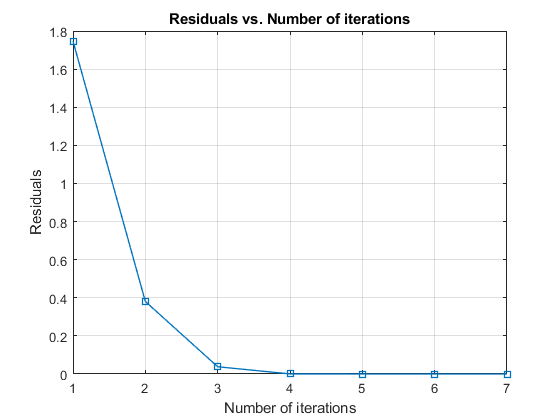 Residuals vs. Number of iterations
1.8
1.6
1.4
1.2
1
0.8
0.6
0.4
0.2
0
Residuals
1 2 3 4 5 6 7
Number of iterations